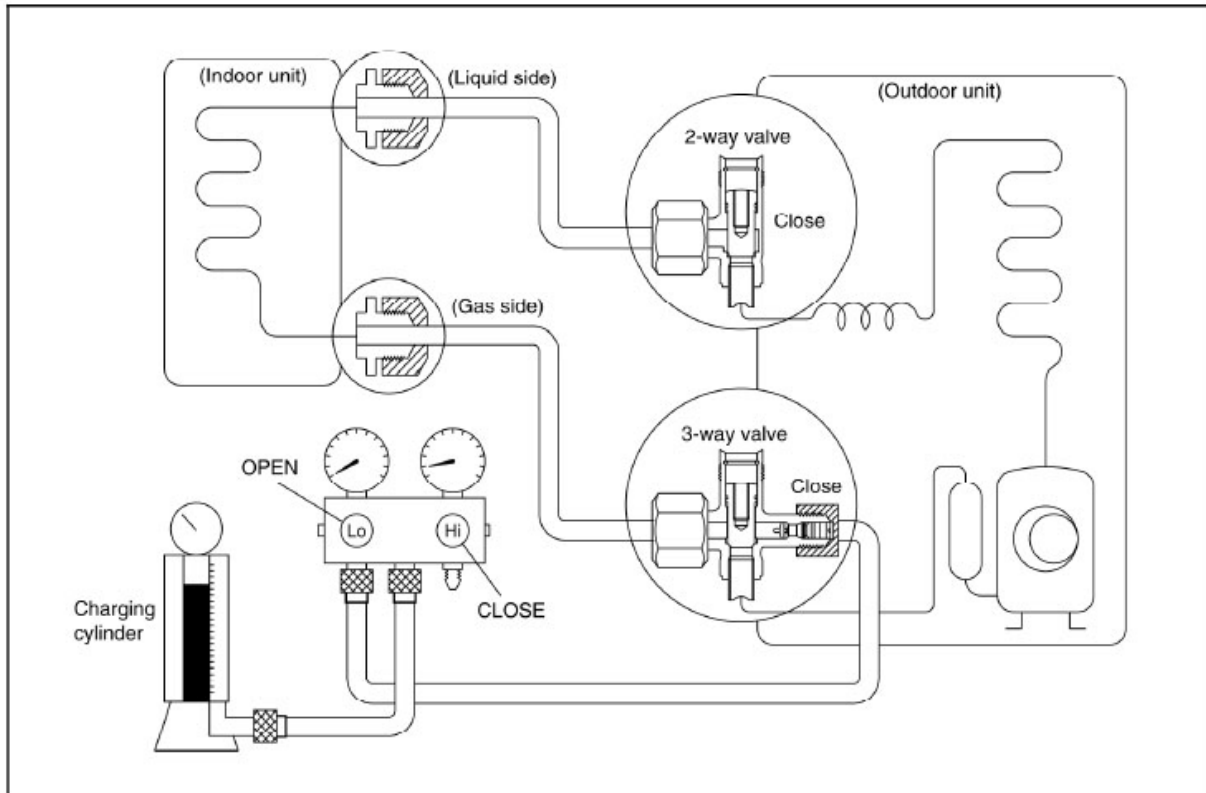 (Indoor unit)
(Liquid side)
(Outdoor unit)
2-way valve
Close
(Gas side)
3-way valve
Close
OPEN
Lo
Hi
CLOSE
Charging
cylinder